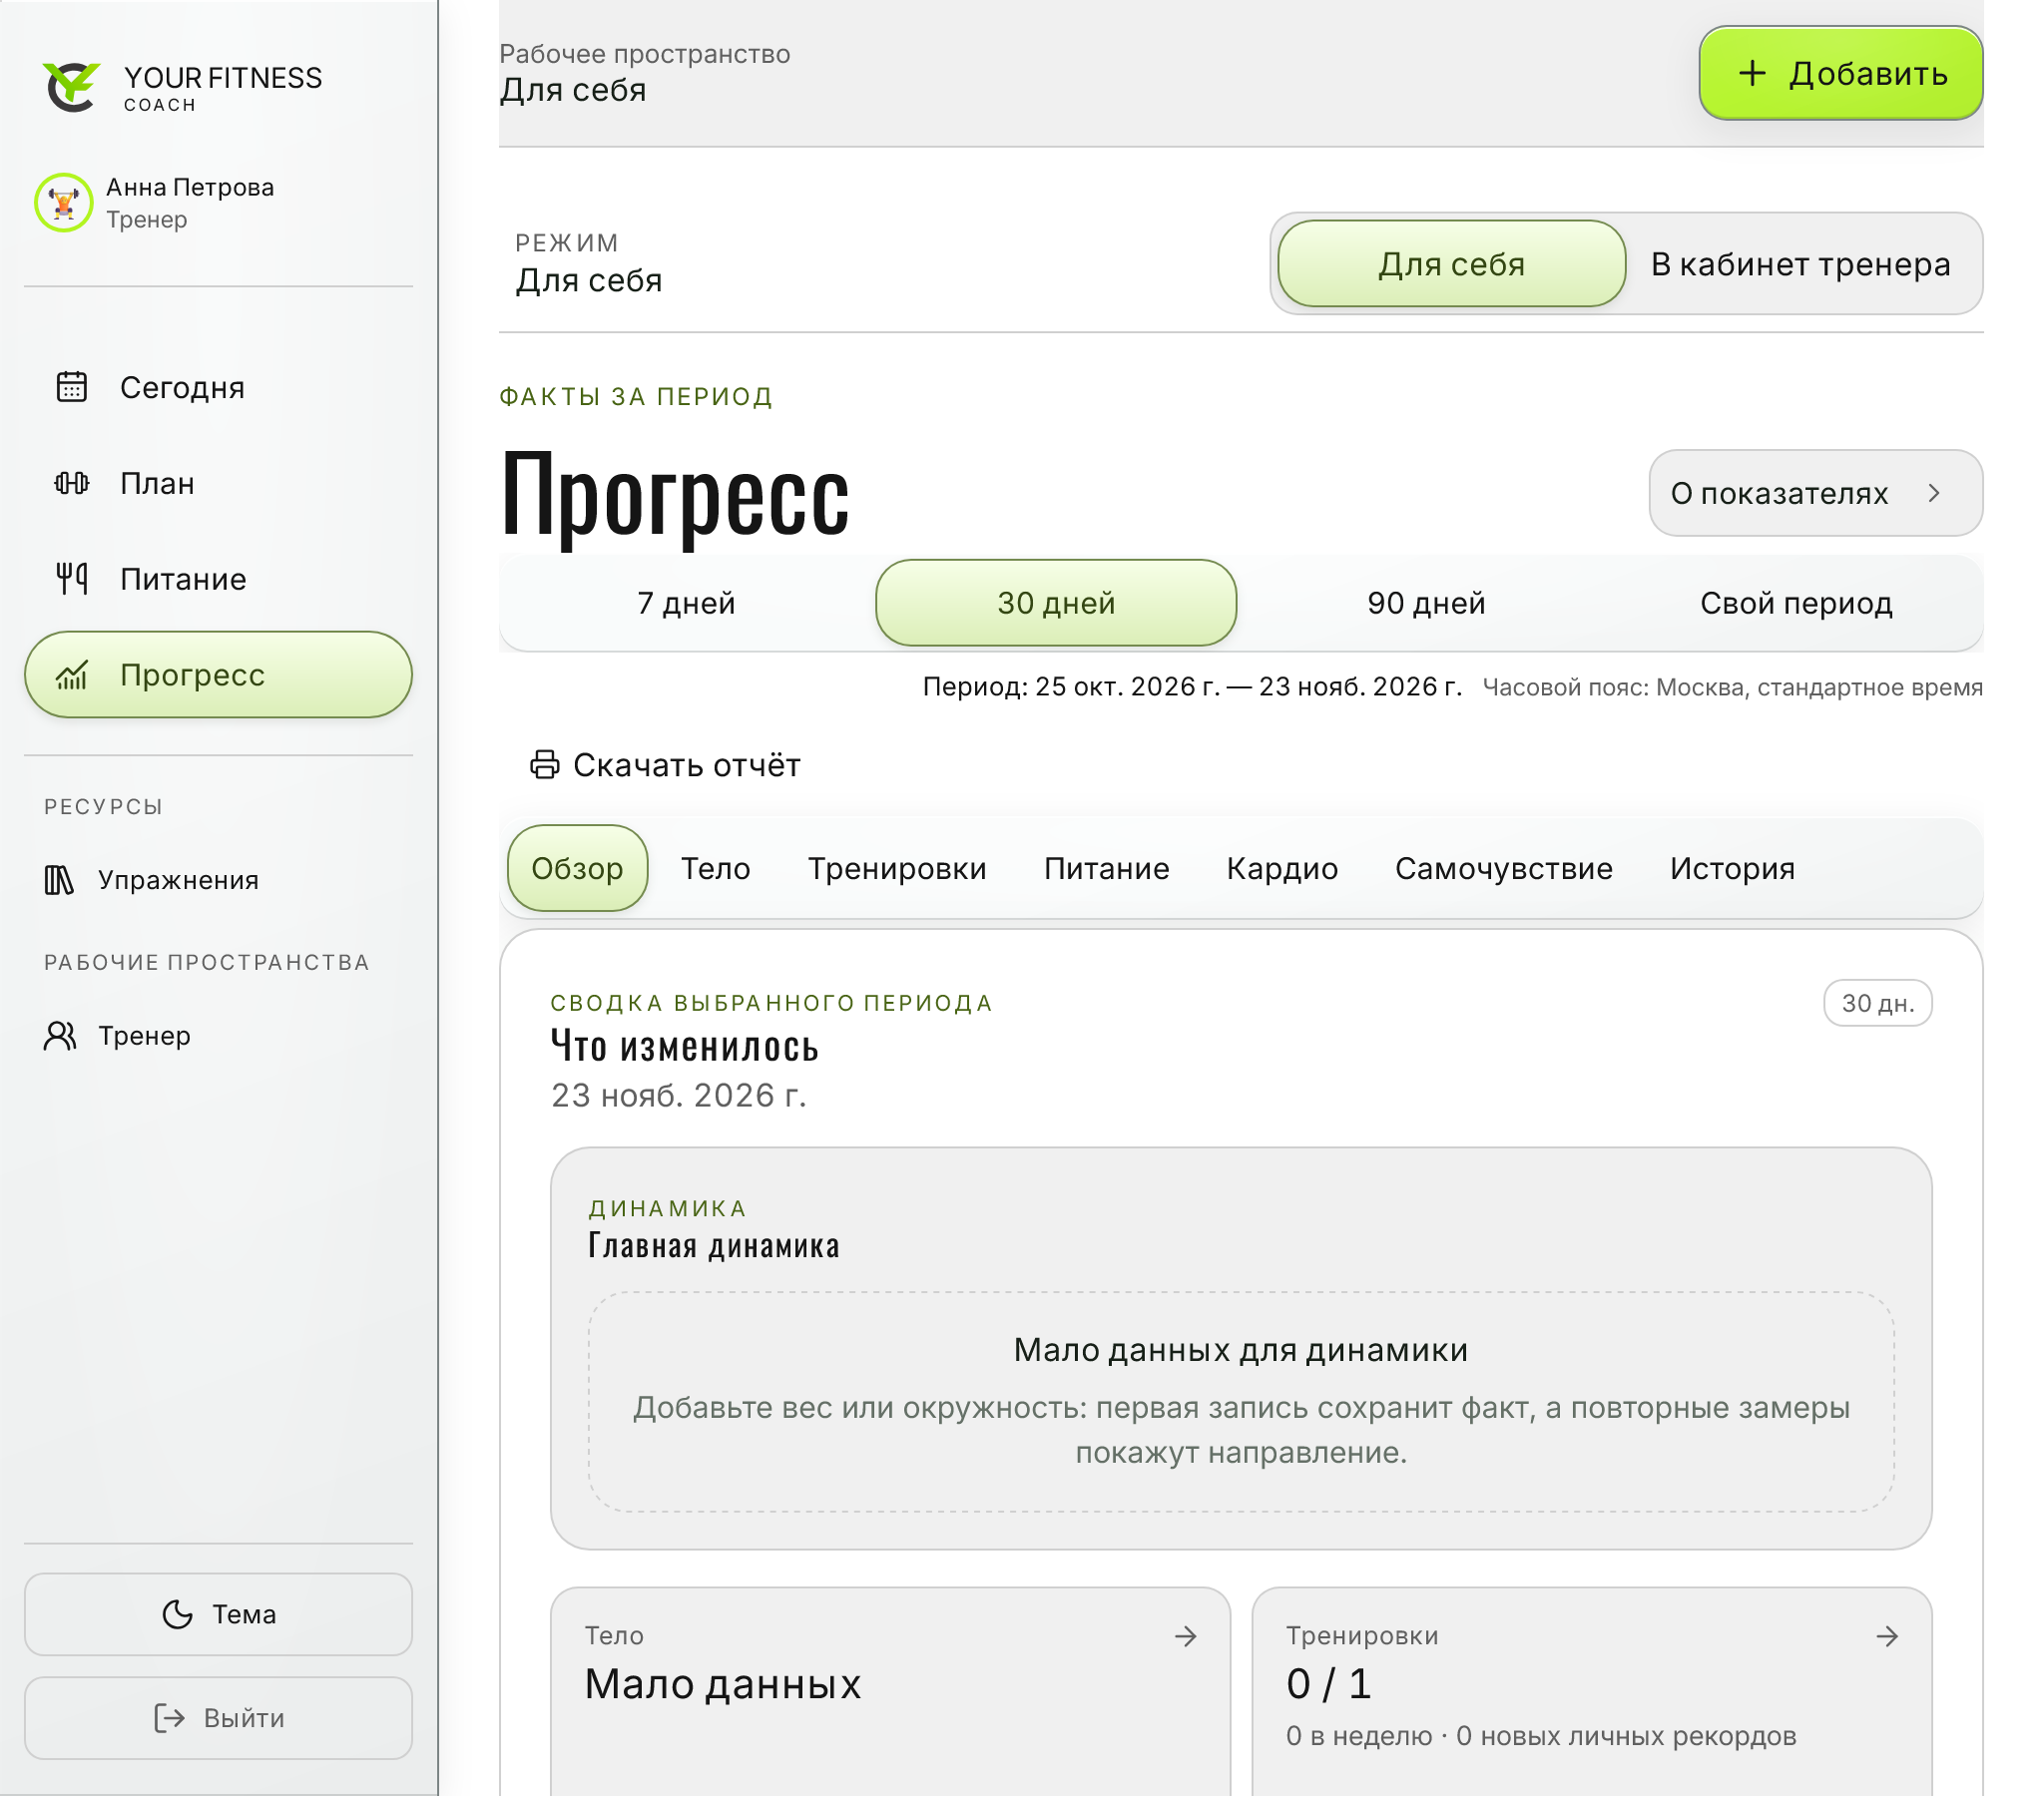 YOUR FITNESS
COACH
Анна Петрова
Тренер
Сегодня
План
Питание
Прогресс
РЕСУРСЫ
Упражнения
РАБОЧИЕ ПРОСТРАНСТВА
Тренер
Тема
Выйти
Рабочее пространство
Для себя
Добавить
РЕЖИМ
Для себя
Для себя
В кабинет тренера
ФАКТЫ ЗА ПЕРИОД
Прогресс
О показателях
7 дней
30 дней
90 дней
Свой период
Период: 25 окт. 2026 г. — 23 нояб. 2026 г.
Часовой пояс: Москва, стандартное время
Скачать отчёт
Обзор
Тело
Тренировки
Питание
Кардио
Самочувствие
История
СВОДКА ВЫБРАННОГО ПЕРИОДА
30 дн.
Что изменилось
23 нояб. 2026 г.
ДИНАМИКА
Главная динамика
Мало данных для динамики
Добавьте вес или окружность: первая запись сохранит факт, а повторные замеры
покажут направление.
Тело
Мало данных
Тренировки
0 / 1
0 в неделю · 0 новых личных рекордов